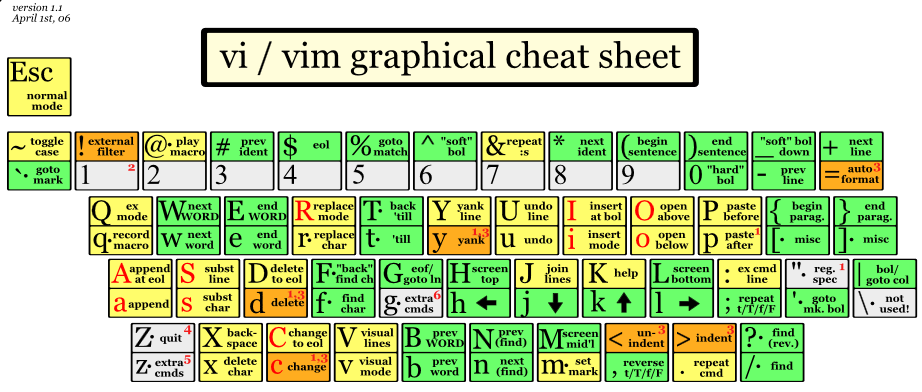 version 1.1
April 1st, 06
vi / vim graphical cheat sheet
Esc normal mode
~ toggle case ! external filter @· play macro # prev ident $ eol % goto match ^ "soft" bol & repeat :s * next ident ( begin sentence ) end sentence _ "soft" bol down + next line
`· goto mark 1 2 2 3 4 5 6 7 8 9 0 "hard" bol - prev line = auto format 3
Q ex mode W next WORD E end WORD R replace mode T· back 'till Y yank line U undo line I insert at bol O open above P paste before { begin parag. } end parag.
q· record macro w next word e end word r· replace char t· 'till y yank 1,3 u undo i insert mode o open below p paste after 1 [· misc ]· misc
A append at eol S subst line D delete to eol F· "back" find ch G eof/ goto ln H screen top J join lines K help L screen bottom : ex cmd line "· reg. spec 1 | bol/ goto col
a append s subst char d delete 1,3 f· find char g· extra cmds 6 h ← j ↓ k ↑ l → ; repeat t/T/f/F '· goto mk. bol \· not used!
Z· quit 4 X back-space C change to eol V visual lines B prev WORD N prev (find) M screen mid'l < un-indent 3 > indent 3 ?· find (rev.)
z· extra cmds 5 x delete char c change 1,3 v visual mode b prev word n next (find) m· set mark , reverse t/T/f/F . repeat cmd /· find